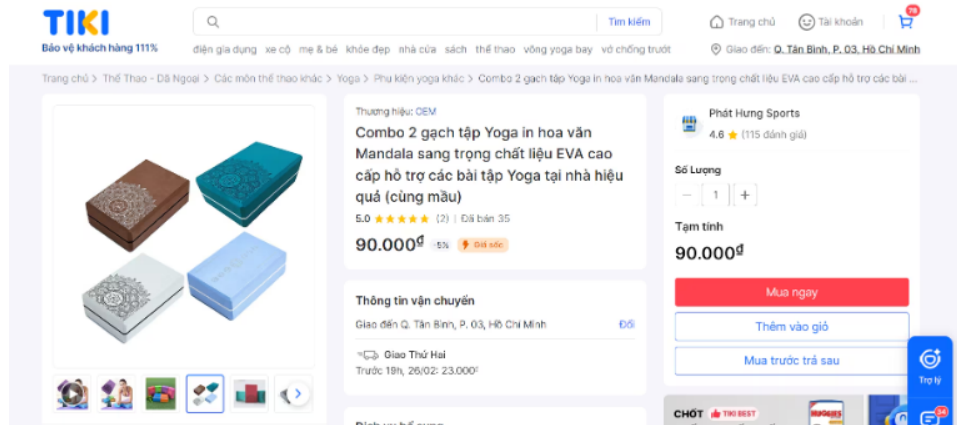 TIKI
Bảo vệ khách hàng 111%
Tìm kiếm
Trang chủ
Tài khoản
78
điện gia dụng xe cộ mẹ & bé khỏe đẹp nhà cửa sách thể thao võng yoga bay vớ chống trượt
Giao đến: Q. Tân Bình, P. 03, Hồ Chí Minh
Trang chủ > Thể Thao - Dã Ngoại > Các môn thể thao khác > Yoga > Phụ kiện yoga khác > Combo 2 gạch tập Yoga in hoa văn Mandala sang trọng chất liệu EVA cao cấp hỗ trợ các bài ...
Thương hiệu: OEM
Combo 2 gạch tập Yoga in hoa văn
Mandala sang trọng chất liệu EVA cao
cấp hỗ trợ các bài tập Yoga tại nhà hiệu
quả (cùng mầu)
5.0 (2) | Đã bán 35
90.000₫ -5% Giá sốc
Thông tin vận chuyển
Giao đến Q. Tân Bình, P. 03, Hồ Chí Minh Đổi
Giao Thứ Hai
Trước 19h, 26/02: 23.000₫
Dịch vụ bổ sung
Phát Hưng Sports
4.6 (115 đánh giá)
Số Lượng
− 1 +
Tạm tính
90.000₫
Mua ngay
Thêm vào giỏ
Mua trước trả sau
Trợ lý
CHỐT TIKI BEST
HUGGIES